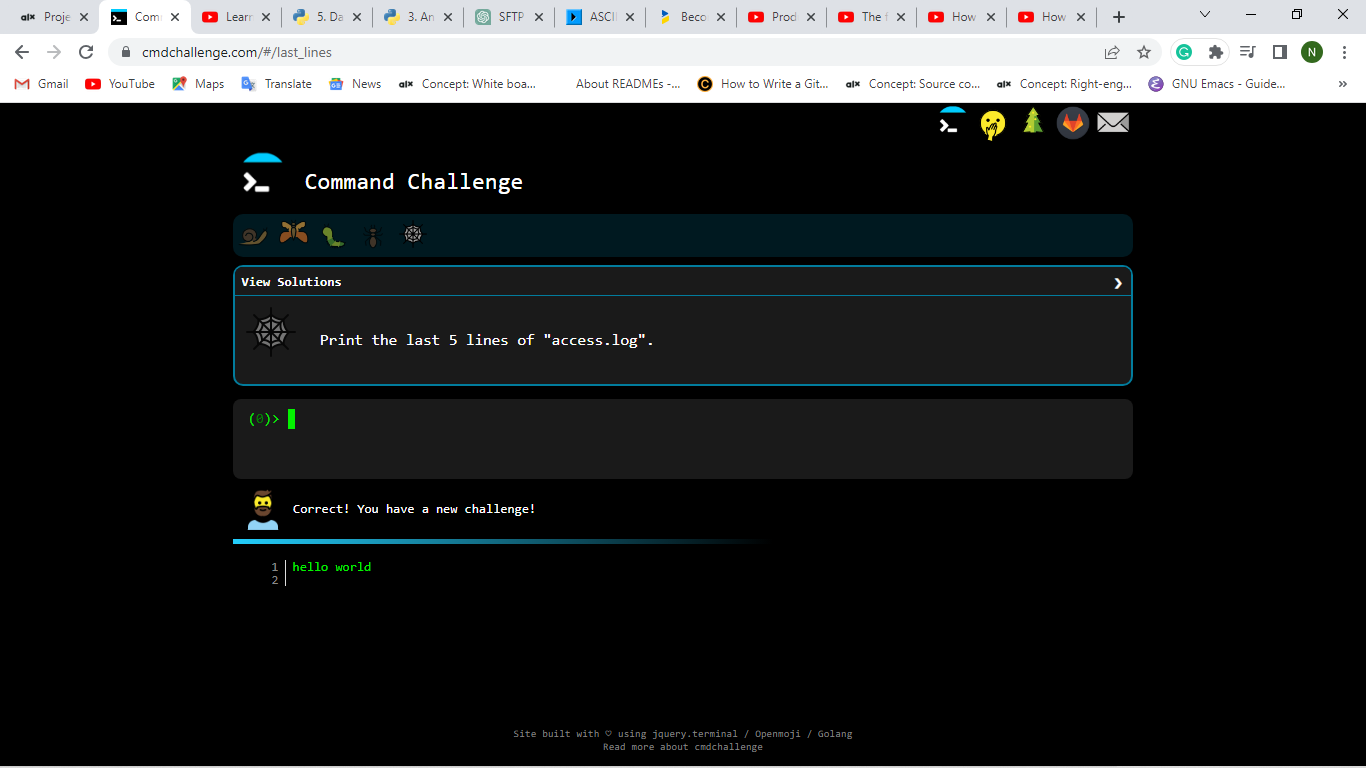 Proje
Comm
Learn
5. Da
3. An
SFTP
ASCI
Beco
Prod
The f
How
How
cmdchallenge.com/#/last_lines
N
Gmail
YouTube
Maps
Translate
News
Concept: White boa...
About READMEs -...
How to Write a Git...
Concept: Source co...
Concept: Right-eng...
GNU Emacs - Guide...
Command Challenge
View Solutions
Print the last 5 lines of "access.log".
(0)>
Correct! You have a new challenge!
1 hello world
2
Site built with ♡ using jquery.terminal / Openmoji / Golang
Read more about cmdchallenge